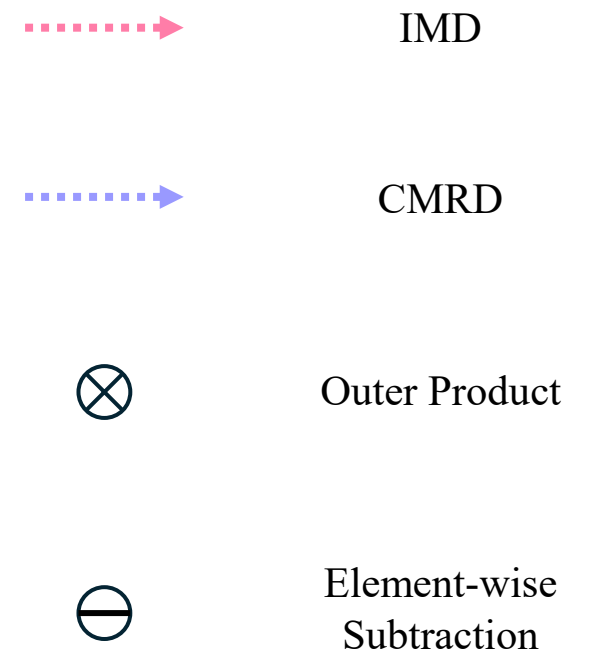 IMD
CMRD
Outer Product
Element-wise
Subtraction